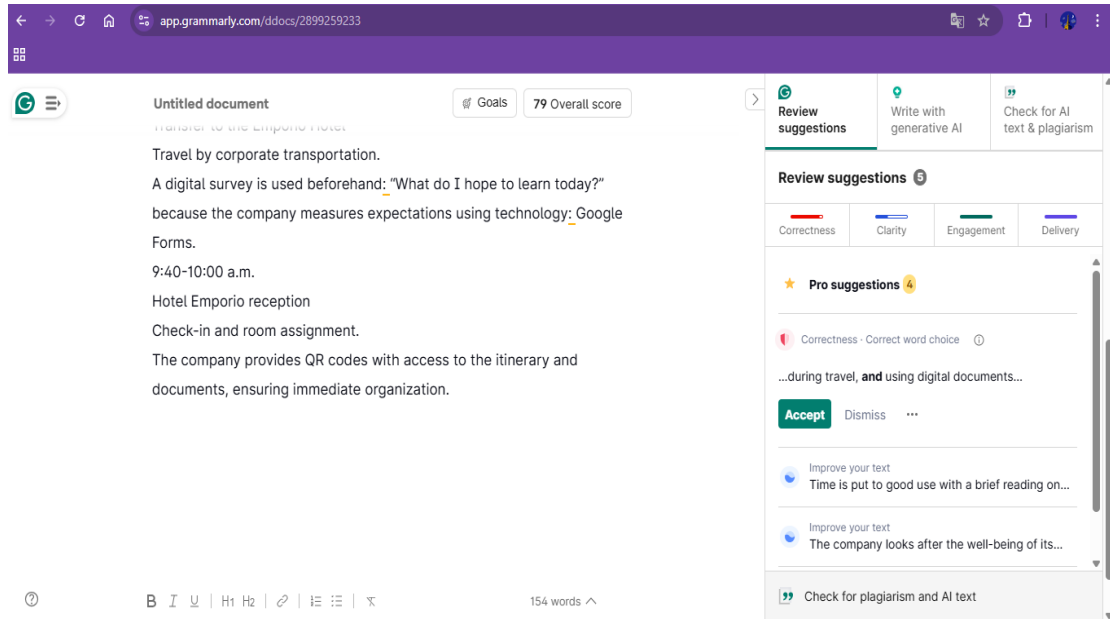 app.grammarly.com/ddocs/2899259233
Untitled document
Goals
79 Overall score
Transfer to the Emporio Hotel
Travel by corporate transportation.
A digital survey is used beforehand: “What do I hope to learn today?”
because the company measures expectations using technology: Google
Forms.
9:40-10:00 a.m.
Hotel Emporio reception
Check-in and room assignment.
The company provides QR codes with access to the itinerary and
documents, ensuring immediate organization.
B I U H1 H2
154 words
Review
suggestions
Write with
generative AI
Check for AI
text & plagiarism
Review suggestions 5
Correctness
Clarity
Engagement
Delivery
Pro suggestions 4
Correctness · Correct word choice
...during travel, and using digital documents...
Accept
Dismiss
Improve your text
Time is put to good use with a brief reading on...
Improve your text
The company looks after the well-being of its...
Check for plagiarism and AI text